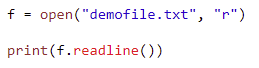 f = open("demofile.txt", "r")
print(f.readline())